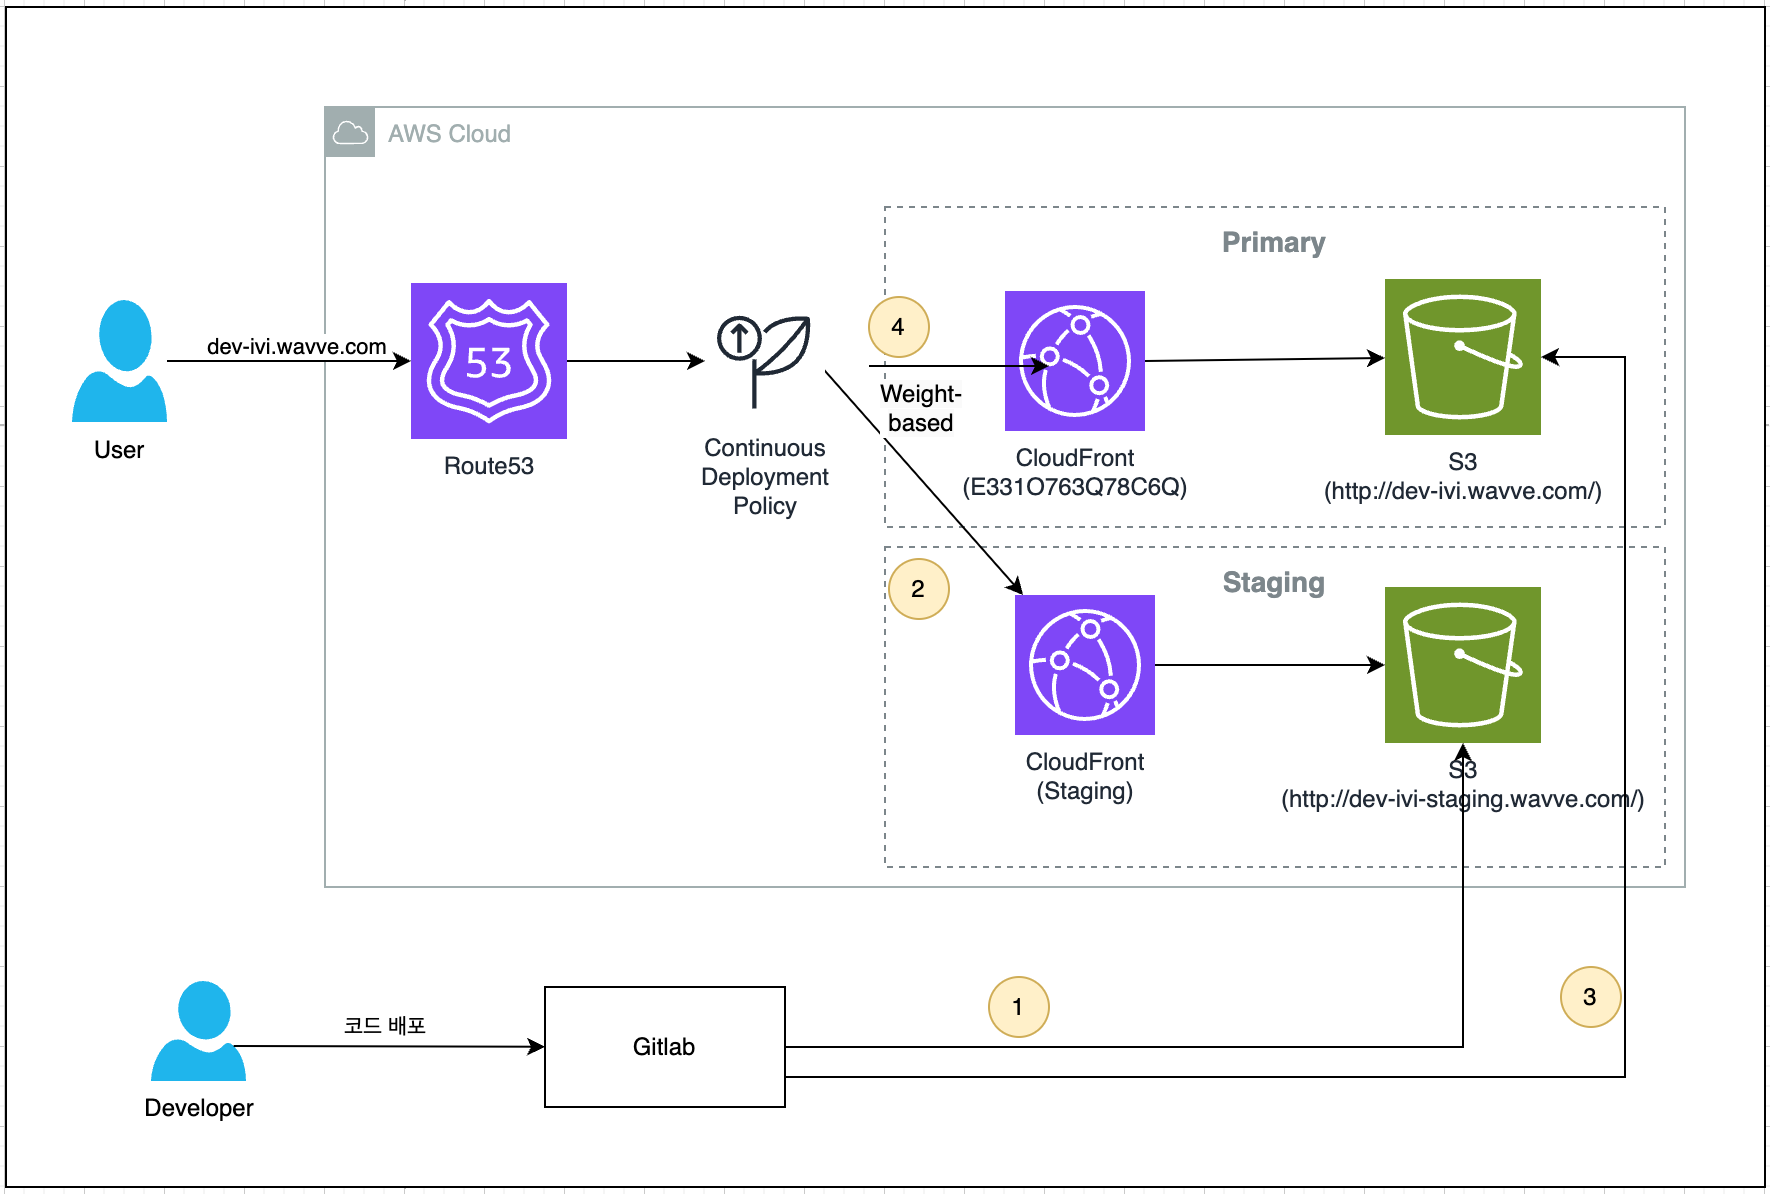 AWS Cloud
Primary
4
dev-ivi.wavve.com
53
Weight-
based
User
Route53
Continuous
Deployment
Policy
CloudFront
(E331O763Q78C6Q)
S3
(http://dev-ivi.wavve.com/)
2
Staging
CloudFront
(Staging)
S3
(http://dev-ivi-staging.wavve.com/)
1
3
코드 배포
Gitlab
Developer